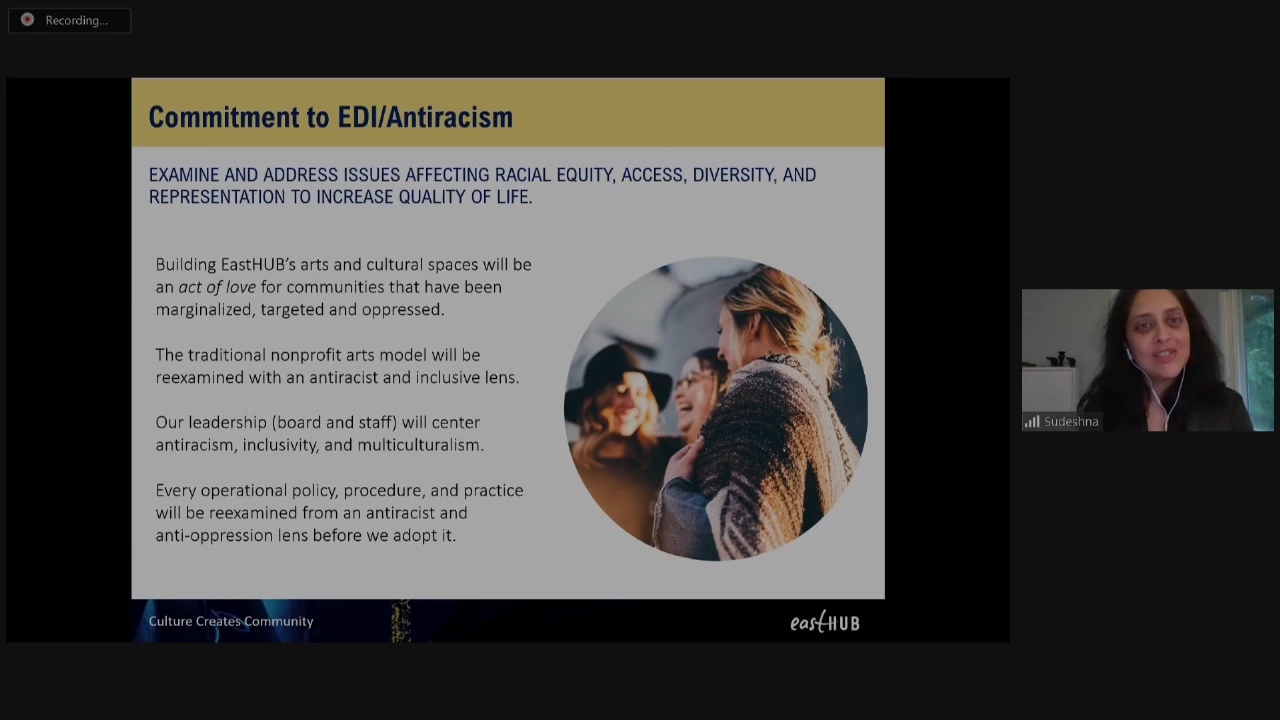 Recording...
Commitment to EDI/Antiracism
EXAMINE AND ADDRESS ISSUES AFFECTING RACIAL EQUITY, ACCESS, DIVERSITY, AND
REPRESENTATION TO INCREASE QUALITY OF LIFE.
Building EastHUB's arts and cultural spaces will be
an act of love for communities that have been
marginalized, targeted and oppressed.
The traditional nonprofit arts model will be
reexamined with an antiracist and inclusive lens.
Our leadership (board and staff) will center
antiracism, inclusivity, and multiculturalism.
Every operational policy, procedure, and practice
will be reexamined from an antiracist and
anti-oppression lens before we adopt it.
Culture Creates Community
eastHUB
Sudeshna